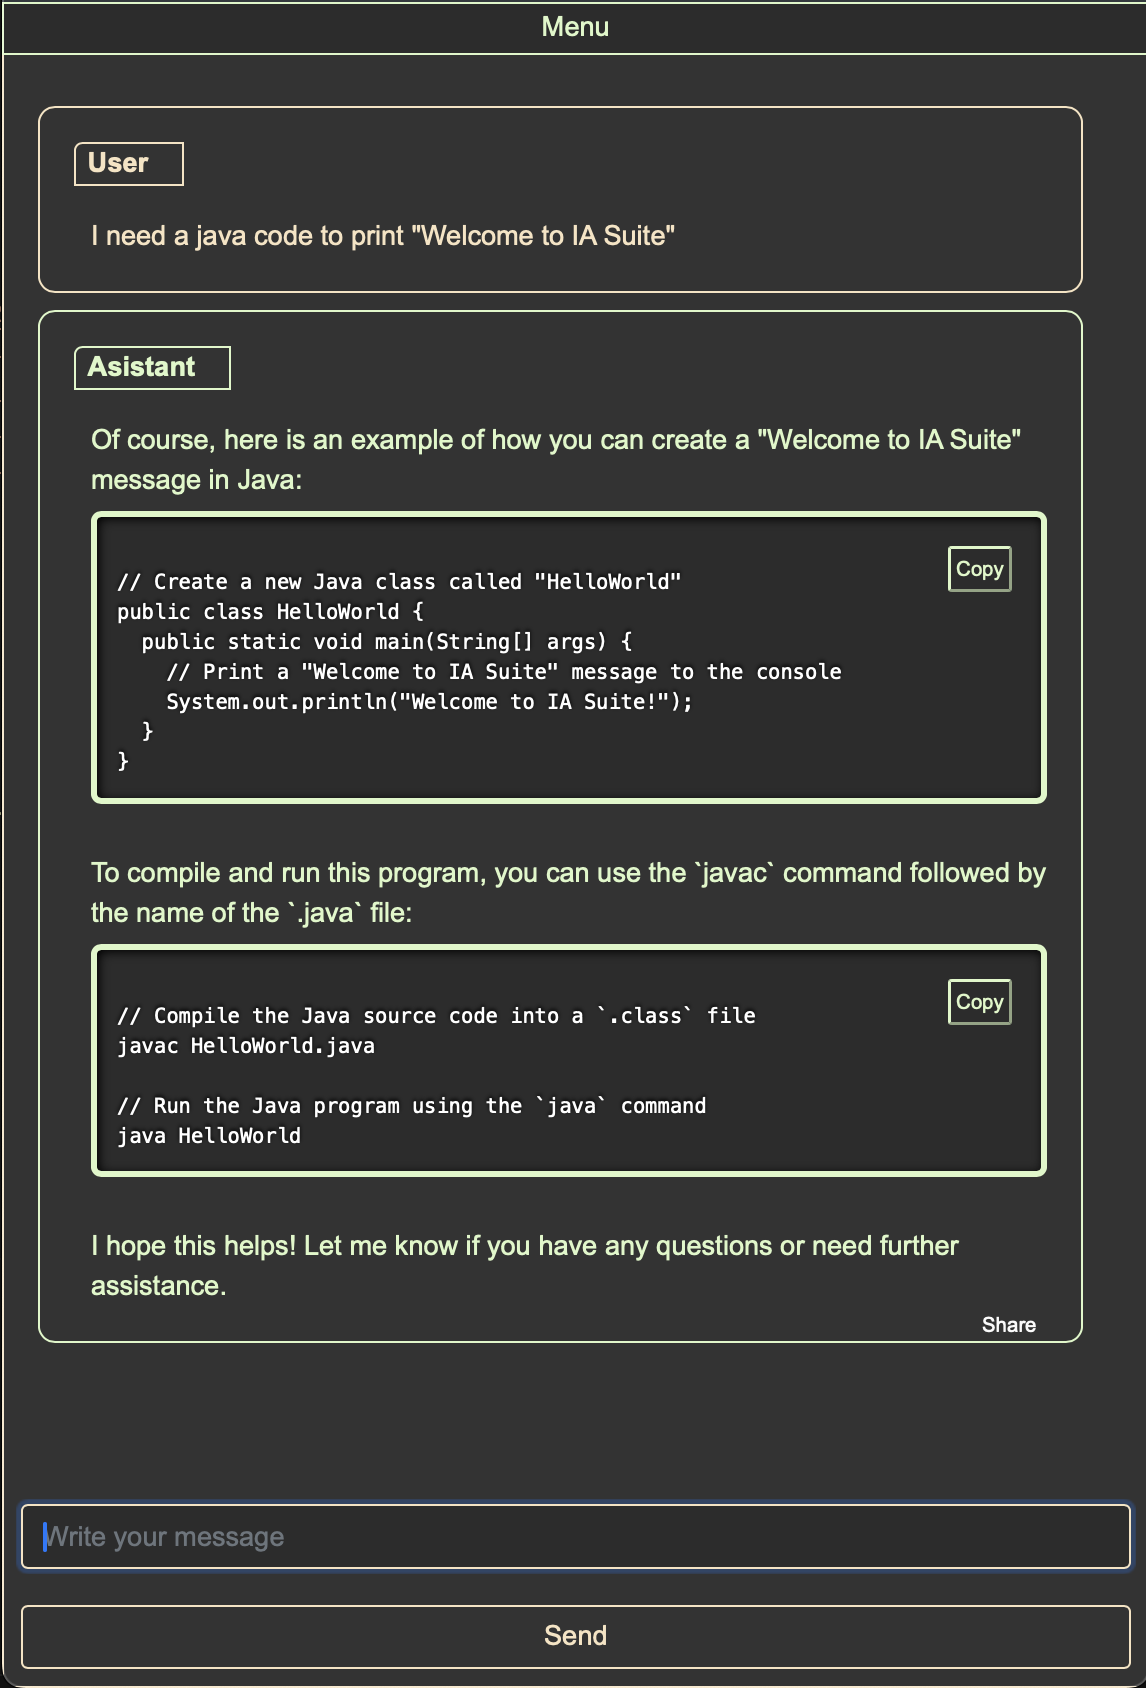 Menu
User
I need a java code to print "Welcome to IA Suite"
Asistant
Of course, here is an example of how you can create a "Welcome to IA Suite"
message in Java:
Copy
// Create a new Java class called "HelloWorld"
public class HelloWorld {
  public static void main(String[] args) {
    // Print a "Welcome to IA Suite" message to the console
    System.out.println("Welcome to IA Suite!");
  }
}
To compile and run this program, you can use the `javac` command followed by
the name of the `.java` file:
Copy
// Compile the Java source code into a `.class` file
javac HelloWorld.java
// Run the Java program using the `java` command
java HelloWorld
I hope this helps! Let me know if you have any questions or need further
assistance.
Share
Write your message
Send